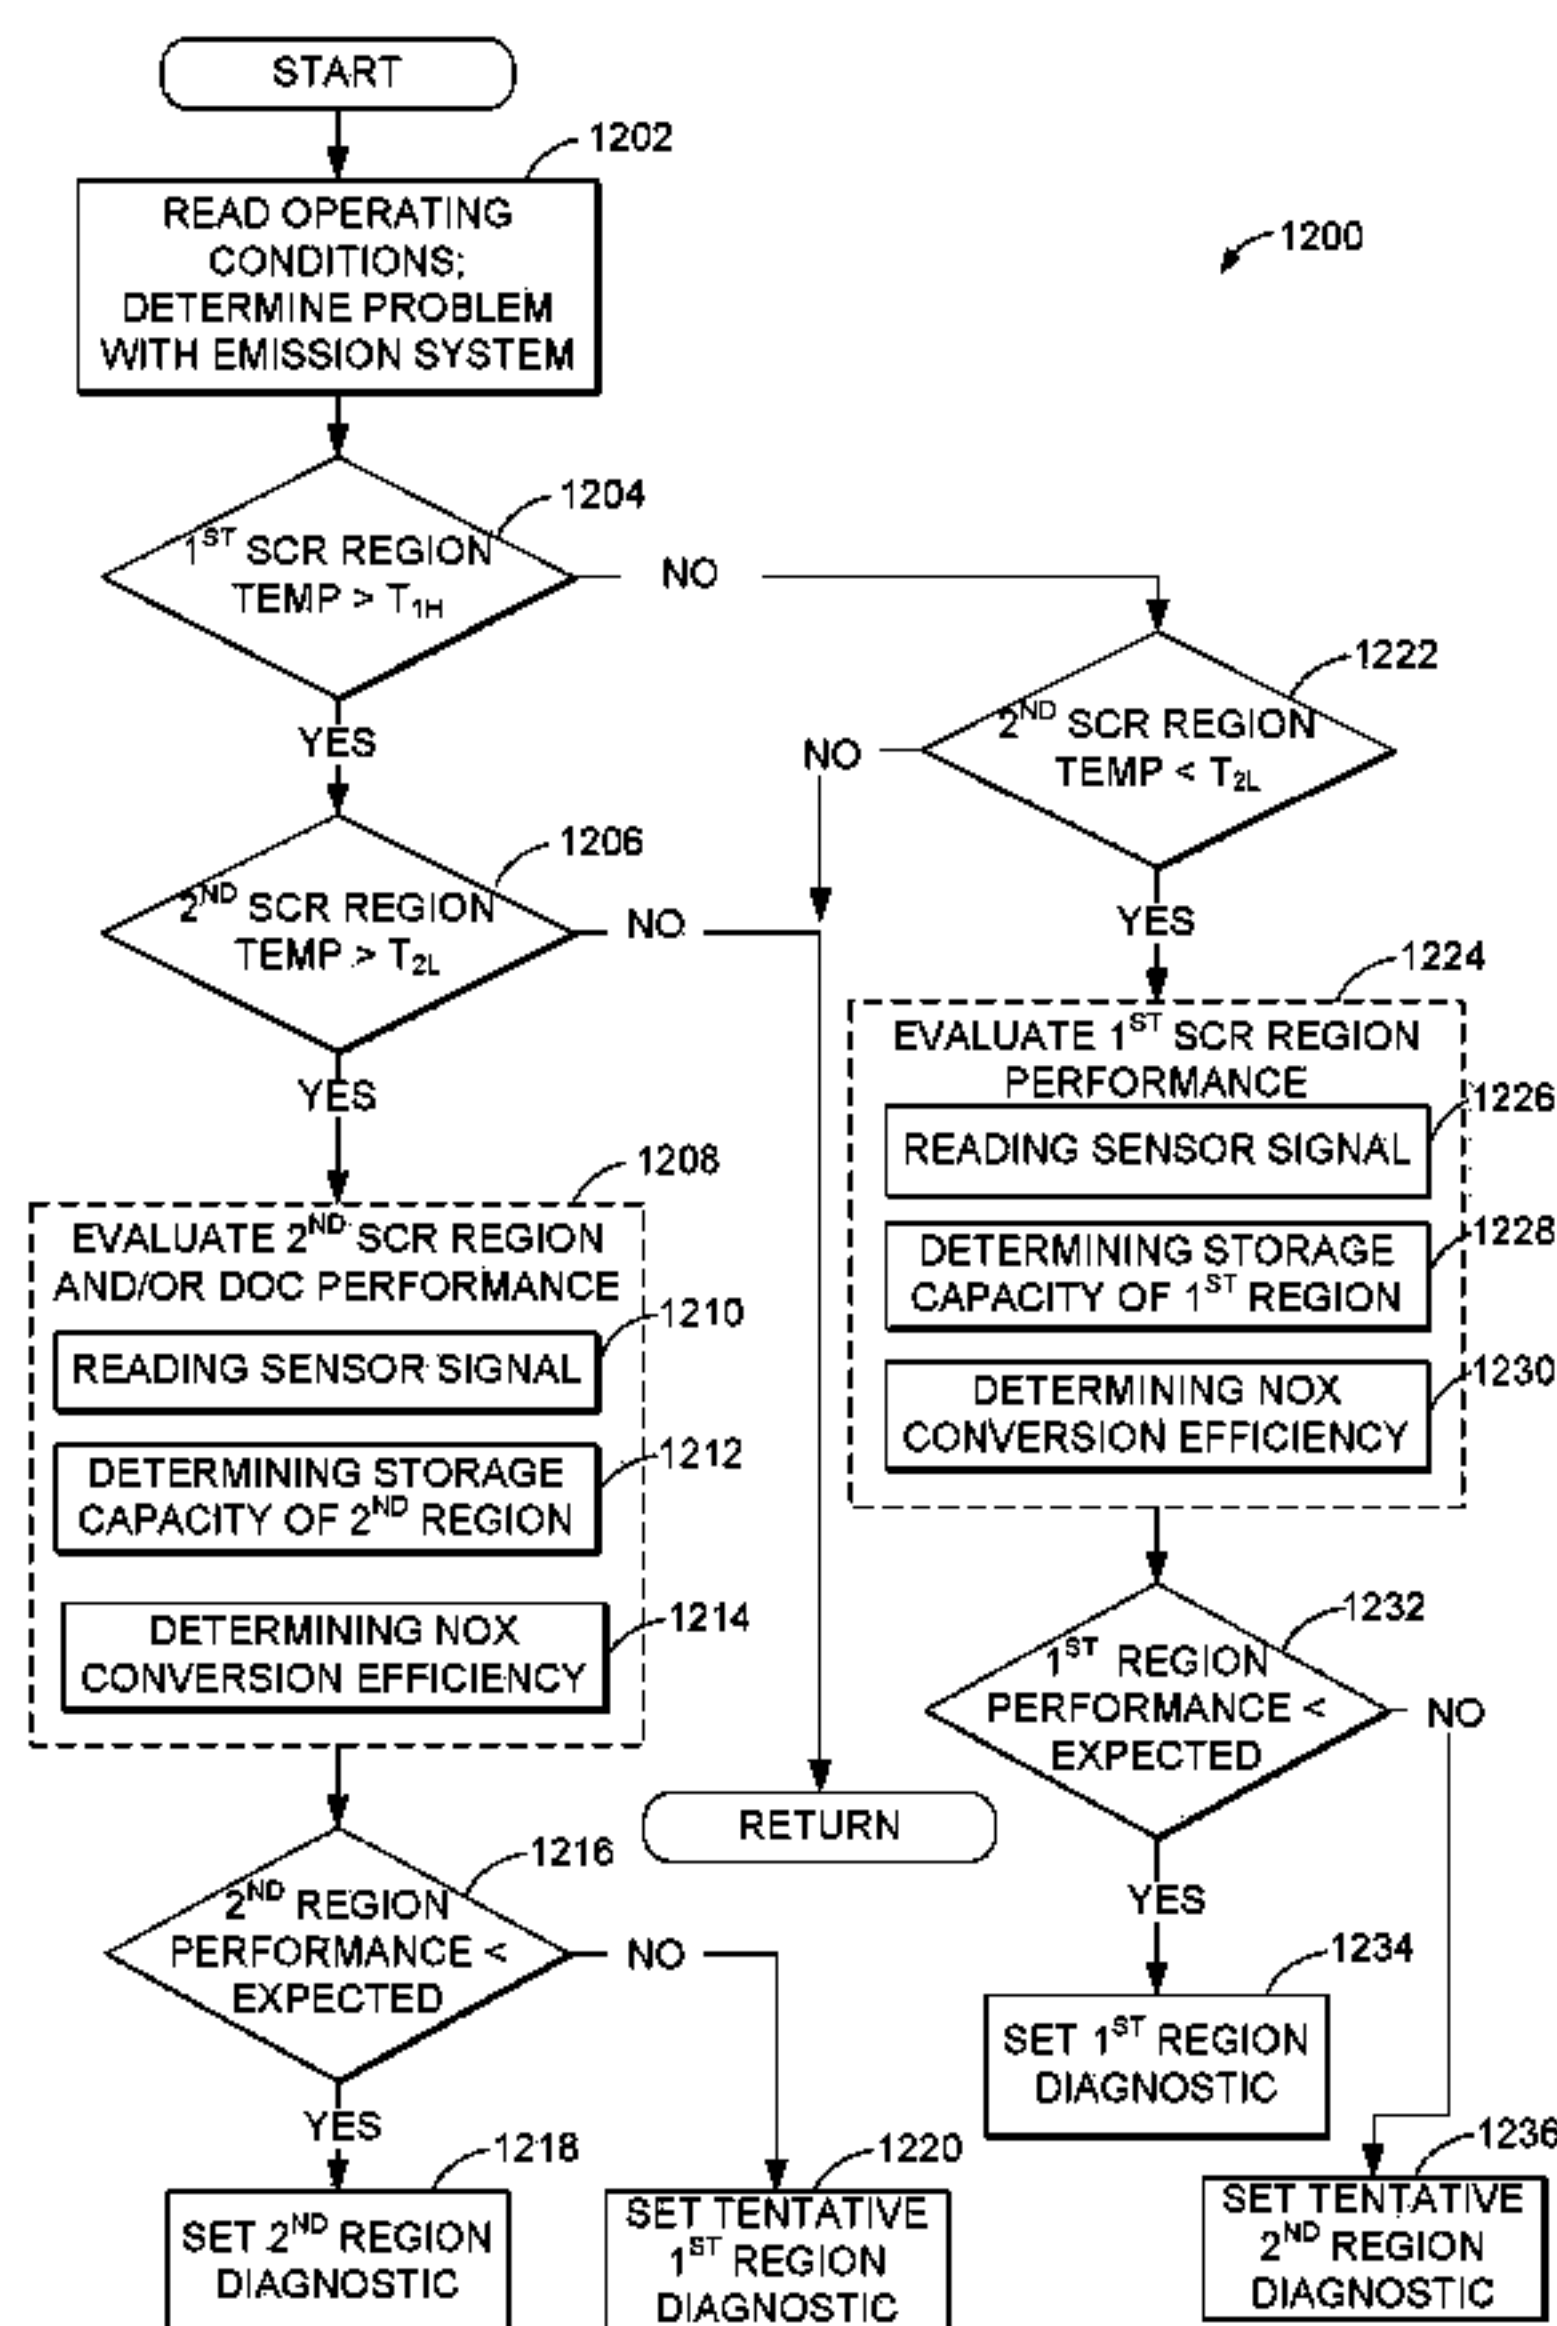 START
1202
READ OPERATING
CONDITIONS;
DETERMINE PROBLEM
WITH EMISSION SYSTEM
1200
1204
1ST SCR REGION
TEMP > T1H
NO
YES
1222
2ND SCR REGION
TEMP < T2L
NO
YES
1206
2ND SCR REGION
TEMP > T2L
NO
YES
1208
EVALUATE 2ND SCR REGION
AND/OR DOC PERFORMANCE
1210
READING SENSOR SIGNAL
1212
DETERMINING STORAGE
CAPACITY OF 2ND REGION
1214
DETERMINING NOX
CONVERSION EFFICIENCY
1224
EVALUATE 1ST SCR REGION
PERFORMANCE
1226
READING SENSOR SIGNAL
1228
DETERMINING STORAGE
CAPACITY OF 1ST REGION
1230
DETERMINING NOX
CONVERSION EFFICIENCY
RETURN
1216
2ND REGION
PERFORMANCE <
EXPECTED
NO
YES
1218
SET 2ND REGION
DIAGNOSTIC
1220
SET TENTATIVE
1ST REGION
DIAGNOSTIC
1232
1ST REGION
PERFORMANCE <
EXPECTED
NO
YES
1234
SET 1ST REGION
DIAGNOSTIC
1236
SET TENTATIVE
2ND REGION
DIAGNOSTIC